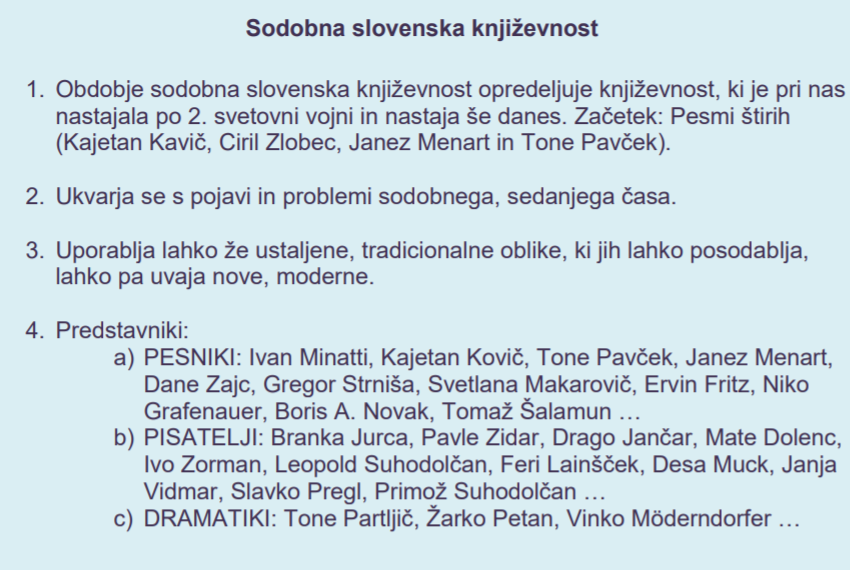 Sodobna slovenska književnost
1. Obdobje sodobna slovenska književnost opredeljuje književnost, ki je pri nas
nastajala po 2. svetovni vojni in nastaja še danes. Začetek: Pesmi štirih
(Kajetan Kavič, Ciril Zlobec, Janez Menart in Tone Pavček).
2. Ukvarja se s pojavi in problemi sodobnega, sedanjega časa.
3. Uporablja lahko že ustaljene, tradicionalne oblike, ki jih lahko posodablja,
lahko pa uvaja nove, moderne.
4. Predstavniki:
a) PESNIKI: Ivan Minatti, Kajetan Kovič, Tone Pavček, Janez Menart,
Dane Zajc, Gregor Strniša, Svetlana Makarovič, Ervin Fritz, Niko
Grafenauer, Boris A. Novak, Tomaž Šalamun …
b) PISATELJI: Branka Jurca, Pavle Zidar, Drago Jančar, Mate Dolenc,
Ivo Zorman, Leopold Suhodolčan, Feri Lainšček, Desa Muck, Janja
Vidmar, Slavko Pregl, Primož Suhodolčan …
c) DRAMATIKI: Tone Partljič, Žarko Petan, Vinko Möderndorfer …